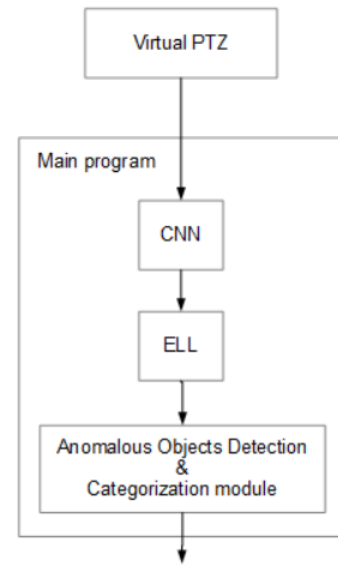 Virtual PTZ
Main program
CNN
ELL
Anomalous Objects Detection
&
Categorization module